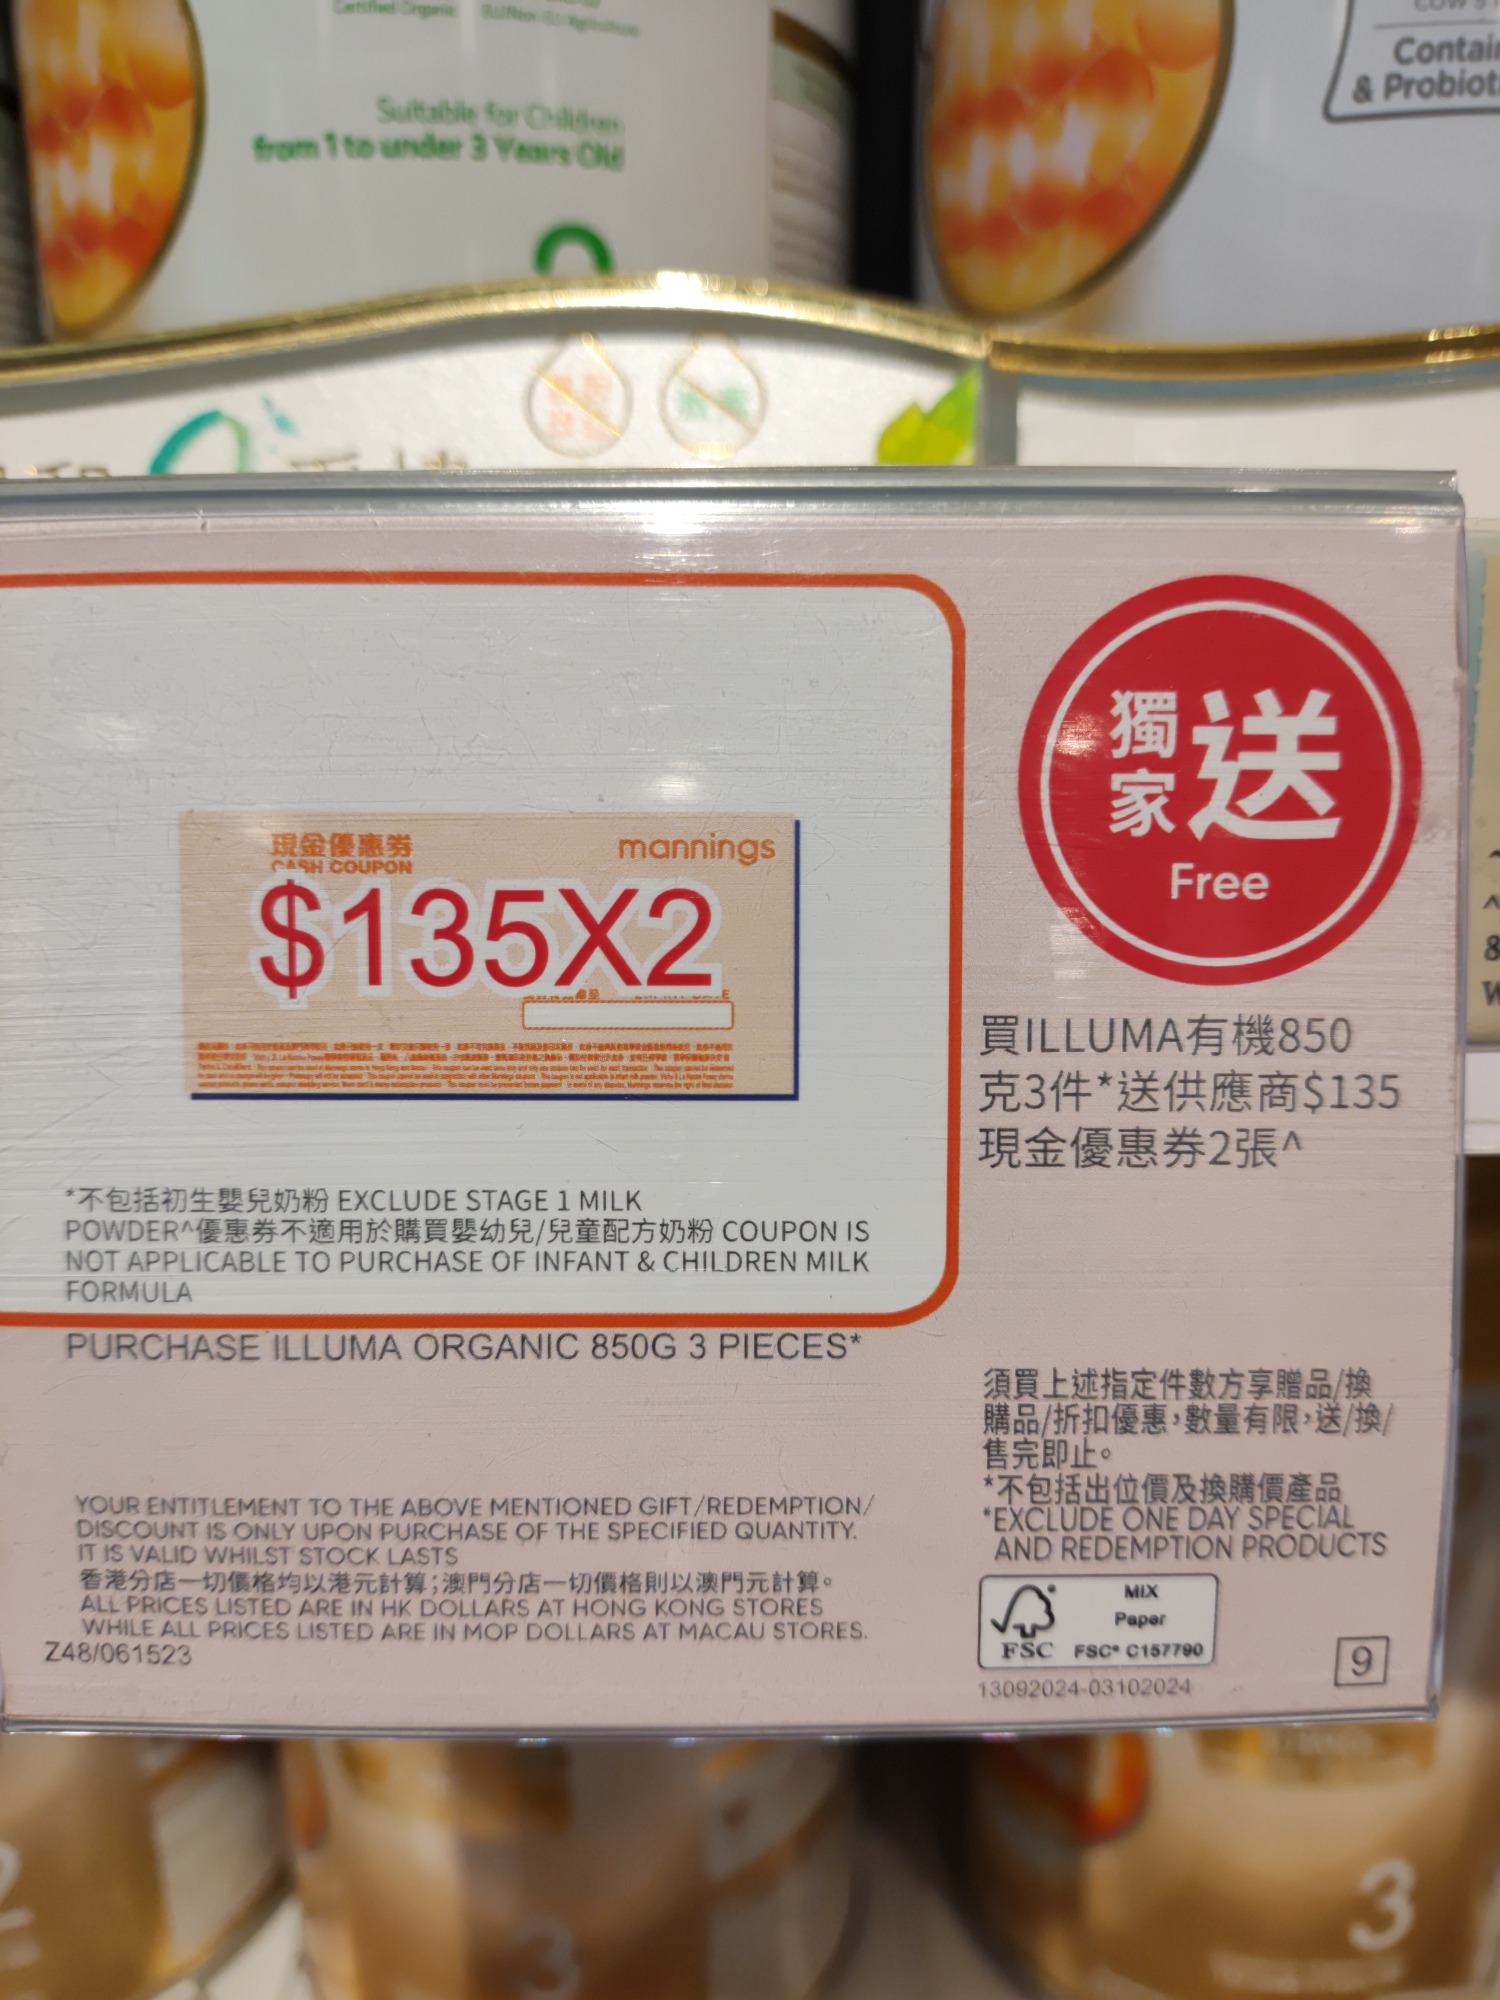 Certified Organic
Suitable for Children
from 1 to under 3 Years Old
& Probiot
mannings
現金優惠券
CASH COUPON
$135X2
獨家
送
Free
買ILLUMA有機850
克3件*送供應商$135
現金優惠券2張^
*不包括初生嬰兒奶粉 EXCLUDE STAGE 1 MILK
POWDER^優惠券不適用於購買嬰幼兒/兒童配方奶粉 COUPON IS
NOT APPLICABLE TO PURCHASE OF INFANT & CHILDREN MILK
FORMULA
PURCHASE ILLUMA ORGANIC 850G 3 PIECES*
須買上述指定件數方享贈品/換
購品/折扣優惠，數量有限，送/換/
售完即止。
*不包括出位價及換購價產品
*EXCLUDE ONE DAY SPECIAL
AND REDEMPTION PRODUCTS
YOUR ENTITLEMENT TO THE ABOVE MENTIONED GIFT/REDEMPTION/
DISCOUNT IS ONLY UPON PURCHASE OF THE SPECIFIED QUANTITY.
IT IS VALID WHILST STOCK LASTS
香港分店一切價格均以港元計算；澳門分店一切價格則以澳門元計算。
ALL PRICES LISTED ARE IN HK DOLLARS AT HONG KONG STORES
WHILE ALL PRICES LISTED ARE IN MOP DOLLARS AT MACAU STORES.
Z48/061523
MIX
Paper
FSC
FSC® C157790
13092024-03102024
9
3
3